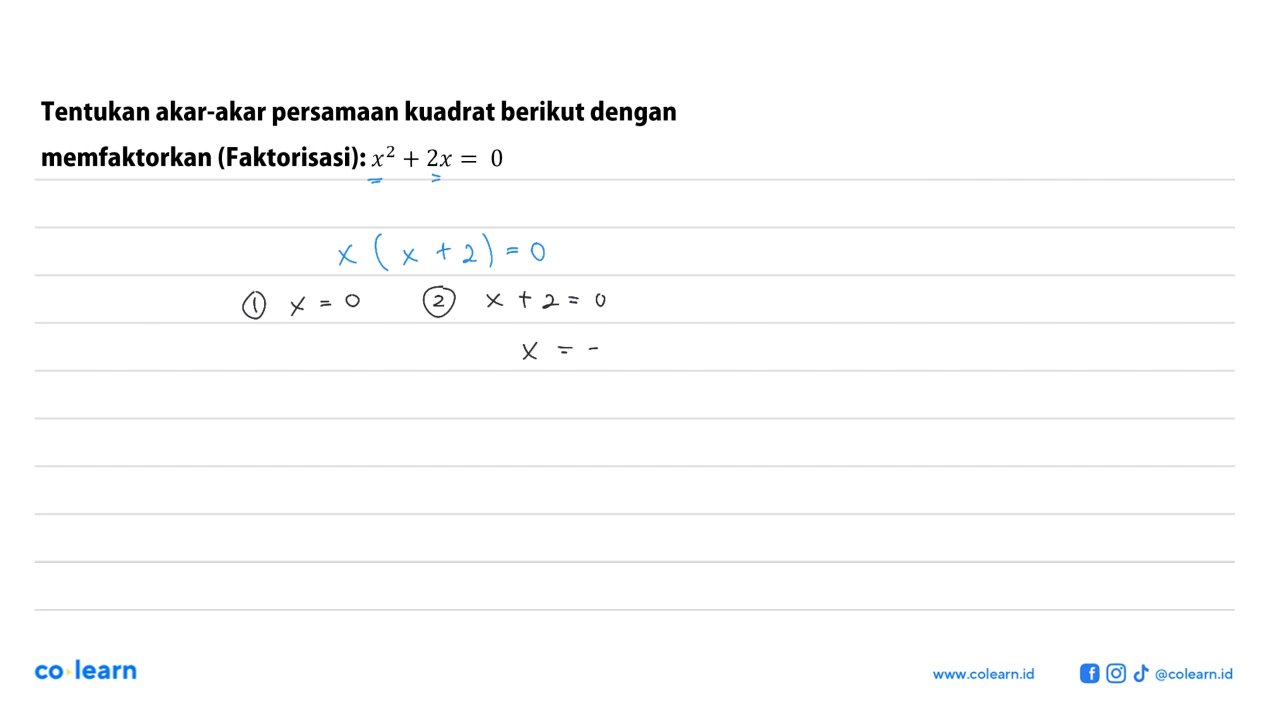 Tentukan akar-akar persamaan kuadrat berikut dengan
memfaktorkan (Faktorisasi): x² + 2x = 0
x ( x + 2 ) = 0
① x = 0 ② x + 2 = 0
x = -
co learn
www.colearn.id @colearn.id